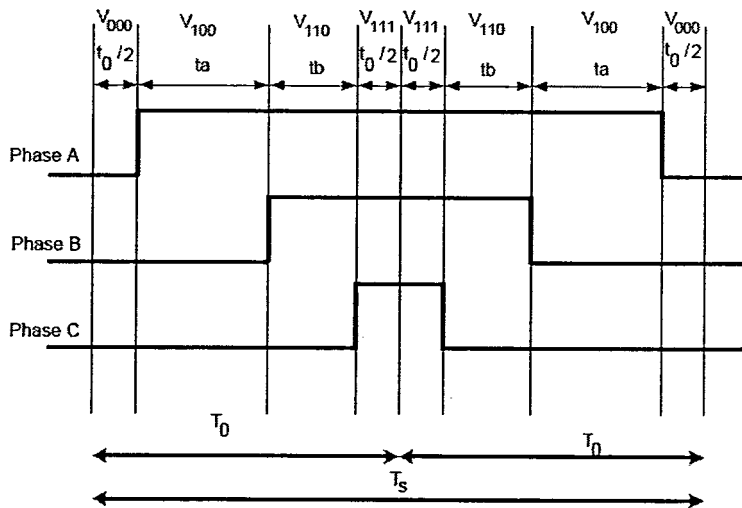 V000 V100 V110 V111 V111 V110 V100 V000
t0/2 ta tb t0/2 t0/2 tb ta t0/2
Phase A
Phase B
Phase C
T0 T0
Ts